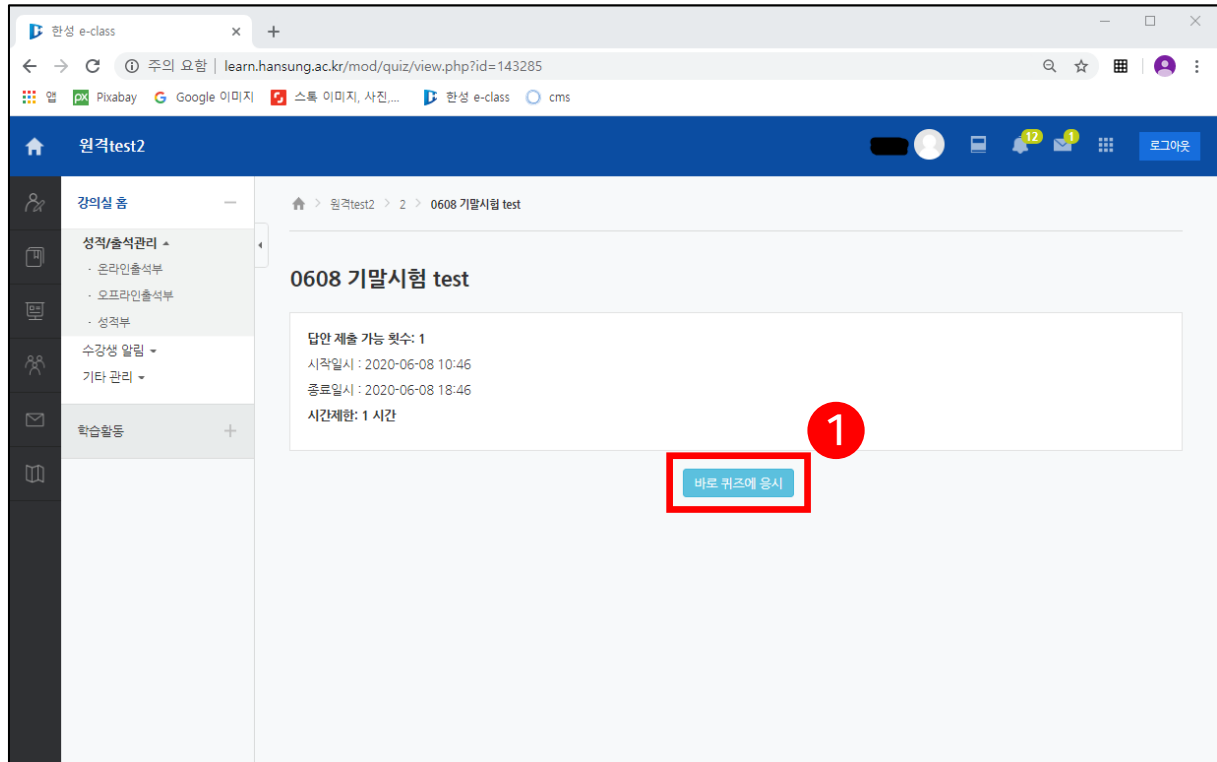 한성 e-class
주의 요함 | learn.hansung.ac.kr/mod/quiz/view.php?id=143285
앱 Pixabay Google 이미지 스톡 이미지, 사진,... 한성 e-class cms
원격test2 12 1 로그아웃
강의실 홈
원격test2 > 2 > 0608 기말시험 test
성적/출석관리
· 온라인출석부
· 오프라인출석부
· 성적부
수강생 알림
기타 관리
학습활동
0608 기말시험 test
답안 제출 가능 횟수: 1
시작일시 : 2020-06-08 10:46
종료일시 : 2020-06-08 18:46
시간제한: 1 시간
1
바로 퀴즈에 응시